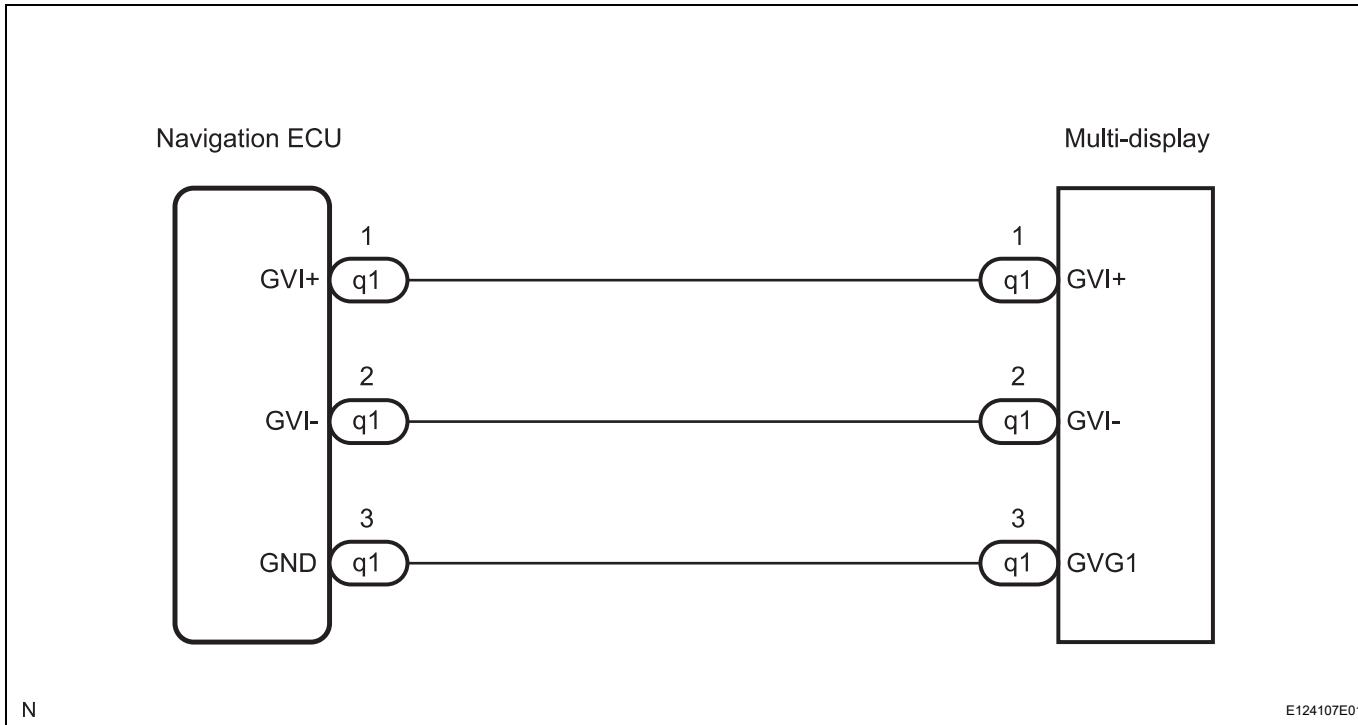 Navigation ECU Multi-display
1 1
GVI+ q1 q1 GVI+
2 2
GVI- q1 q1 GVI-
3 3
GND q1 q1 GVG1
N E124107E01